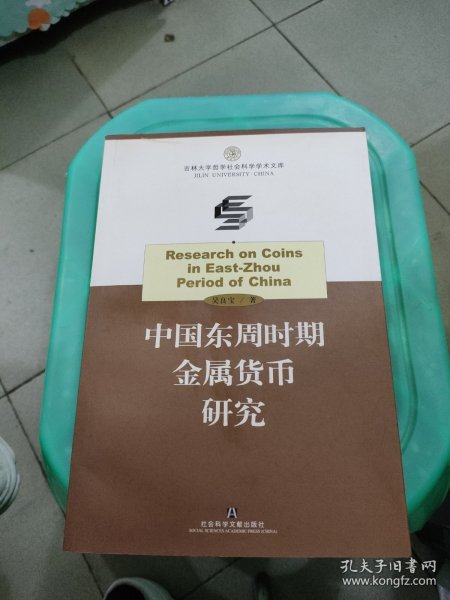 吉林大学哲学社会科学学术文库
JILIN UNIVERSITY·CHINA
Research on Coins
in East-Zhou
Period of China
吴良宝 / 著
中国东周时期
金属货币
研究
社会科学文献出版社
SOCIAL SCIENCES ACADEMIC PRESS (CHINA)
孔夫子旧书网
www.kongfz.com